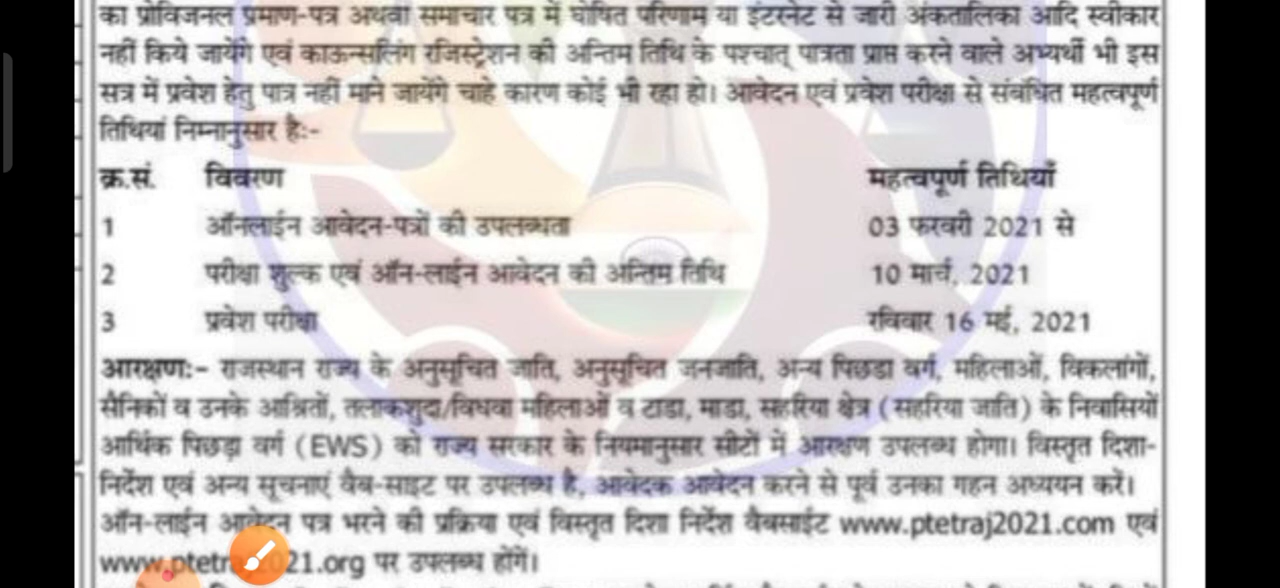 का प्रोविजनल प्रमाण-पत्र अथवा समाचार पत्र में घोषित परिणाम या इंटरनेट से जारी अंकतालिका आदि स्वीकार
नहीं किये जायेंगे एवं काऊन्सलिंग रजिस्ट्रेशन की अन्तिम तिथि के पश्चात् पात्रता प्राप्त करने वाले अभ्यर्थी भी इस
सत्र में प्रवेश हेतु पात्र नहीं माने जायेंगे चाहे कारण कोई भी रहा हो। आवेदन एवं प्रवेश परीक्षा से संबंधित महत्वपूर्ण
तिथियां निम्नानुसार है:-
क्र.सं. विवरण महत्वपूर्ण तिथियाँ
1 ऑनलाईन आवेदन-पत्रों की उपलब्धता 03 फरवरी 2021 से
2 परीक्षा शुल्क एवं ऑन-लाईन आवेदन की अन्तिम तिथि 10 मार्च, 2021
3 प्रवेश परीक्षा रविवार 16 मई, 2021
आरक्षण:- राजस्थान राज्य के अनुसूचित जाति, अनुसूचित जनजाति, अन्य पिछडा वर्ग, महिलाओं, विकलांगों,
सैनिकों व उनके आश्रितों, तलाकशुदा/विधवा महिलाओं व टाडा, माडा, सहरिया क्षेत्र (सहरिया जाति) के निवासियों
आर्थिक पिछड़ा वर्ग (EWS) को राज्य सरकार के नियमानुसार सीटों में आरक्षण उपलब्ध होगा। विस्तृत दिशा-
निर्देश एवं अन्य सूचनाएं वैब-साइट पर उपलब्ध है, आवेदक आवेदन करने से पूर्व उनका गहन अध्ययन करें।
ऑन-लाईन आवेदन पत्र भरने की प्रक्रिया एवं विस्तृत दिशा निर्देश वैबसाईट www.ptetraj2021.com एवं
www.ptetra 021.org पर उपलब्ध होंगें।